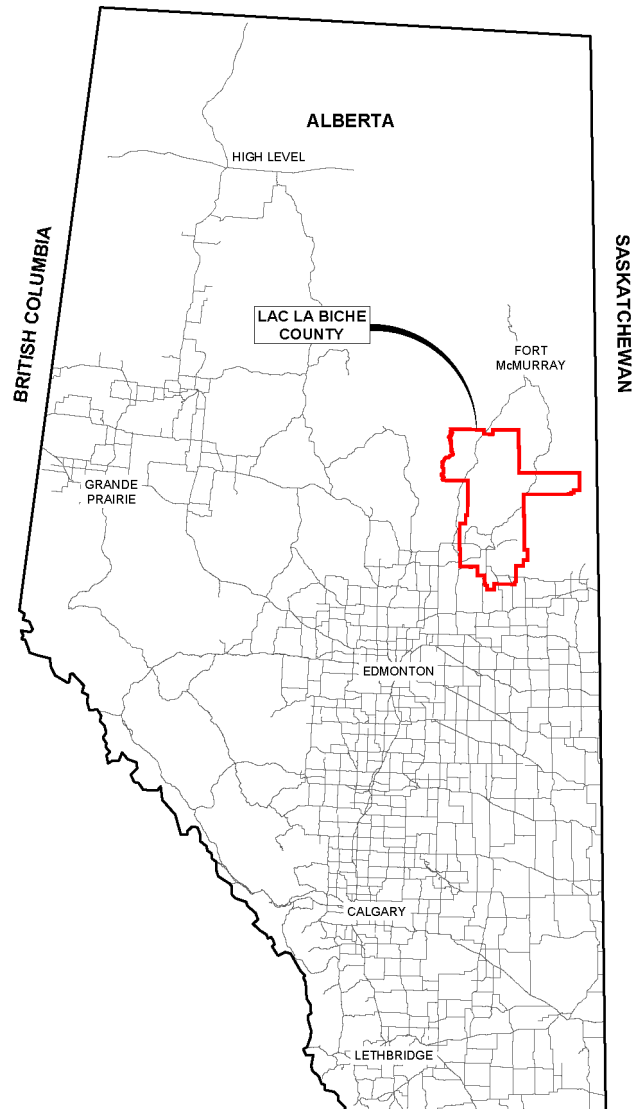 ALBERTA
HIGH LEVEL
BRITISH COLUMBIA
SASKATCHEWAN
LAC LA BICHE
COUNTY
FORT
McMURRAY
GRANDE
PRAIRIE
EDMONTON
CALGARY
LETHBRIDGE